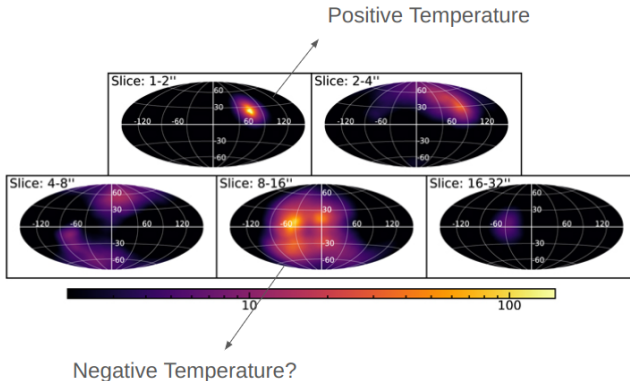 Positive Temperature
Slice: 1-2" Slice: 2-4"
60 60
30 30
-120 -60 60 120 -120 -60 60 120
-30 -30
-60 -60
Slice: 4-8" Slice: 8-16" Slice: 16-32"
60 60 60
30 30 30
-120 -60 60 120 -120 -60 60 120 -120 -60 60 120
-30 -30 -30
-60 -60 -60
10 100
Negative Temperature?